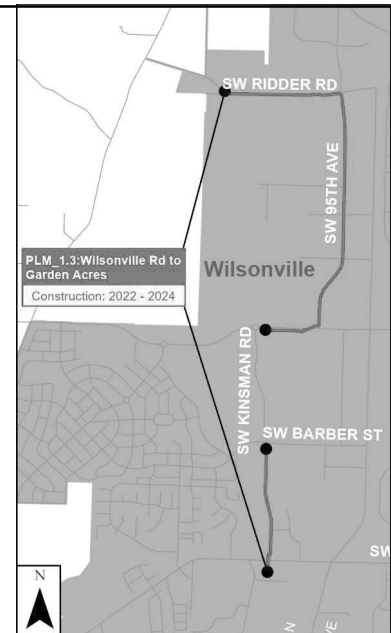 SW RIDDER RD
SW 95TH AVE
PLM_1.3:Wilsonville Rd to
Garden Acres
Construction: 2022 - 2024
Wilsonville
SW KINSMAN RD
SW BARBER ST
SW
N
N
VE